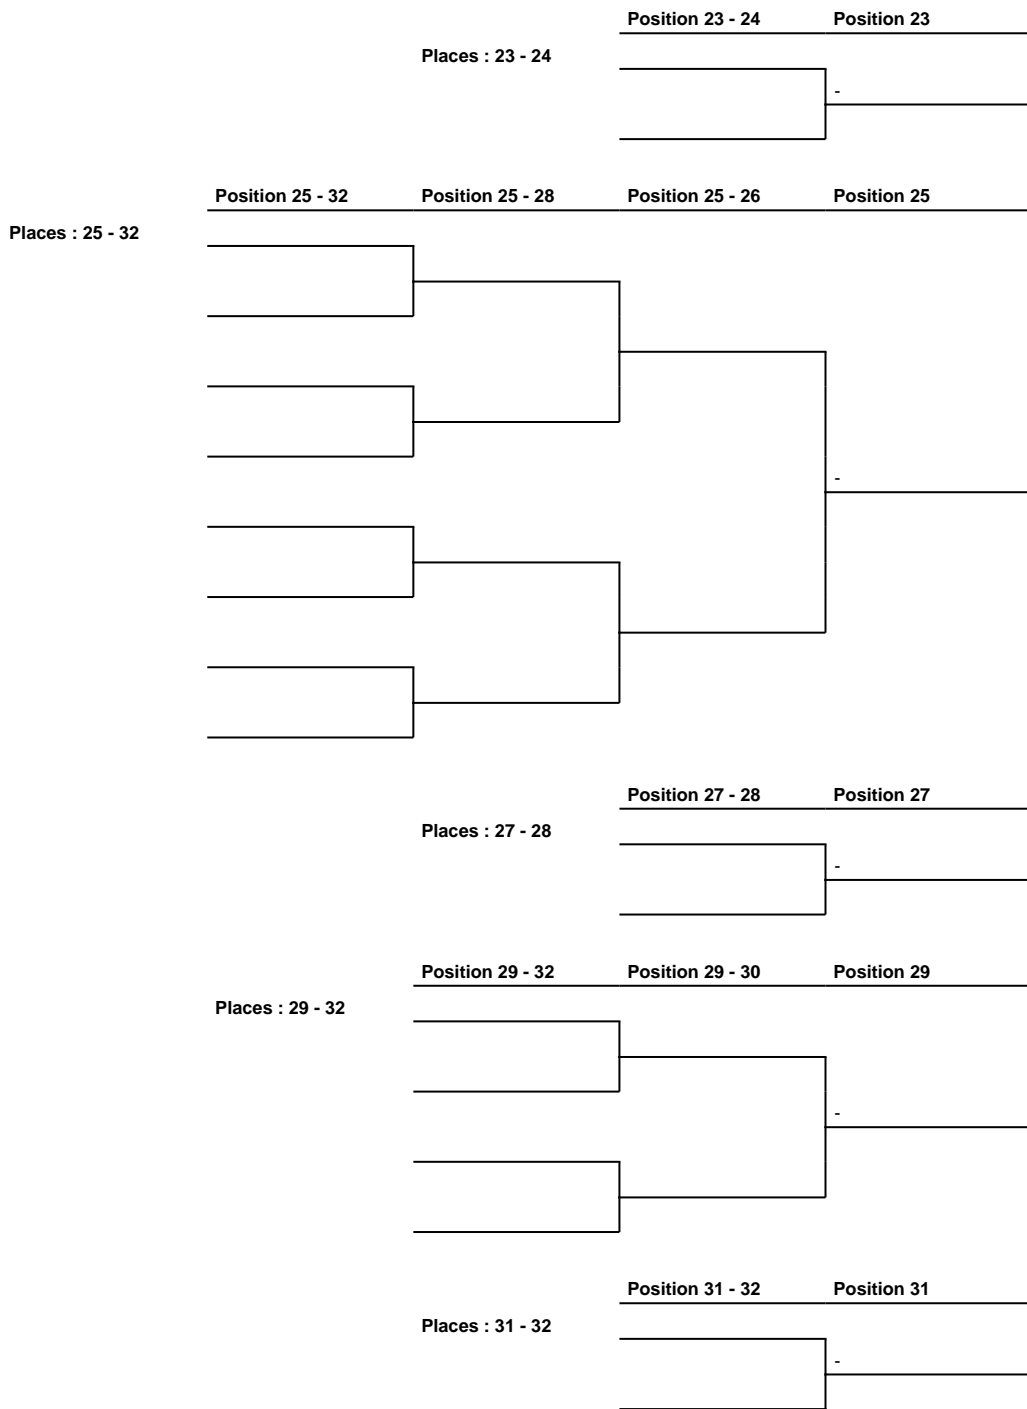 Position 23 - 24 Position 23
Places : 23 - 24
-
Position 25 - 32 Position 25 - 28 Position 25 - 26 Position 25
Places : 25 - 32
-
Position 27 - 28 Position 27
Places : 27 - 28
-
Position 29 - 32 Position 29 - 30 Position 29
Places : 29 - 32
-
Position 31 - 32 Position 31
Places : 31 - 32
-